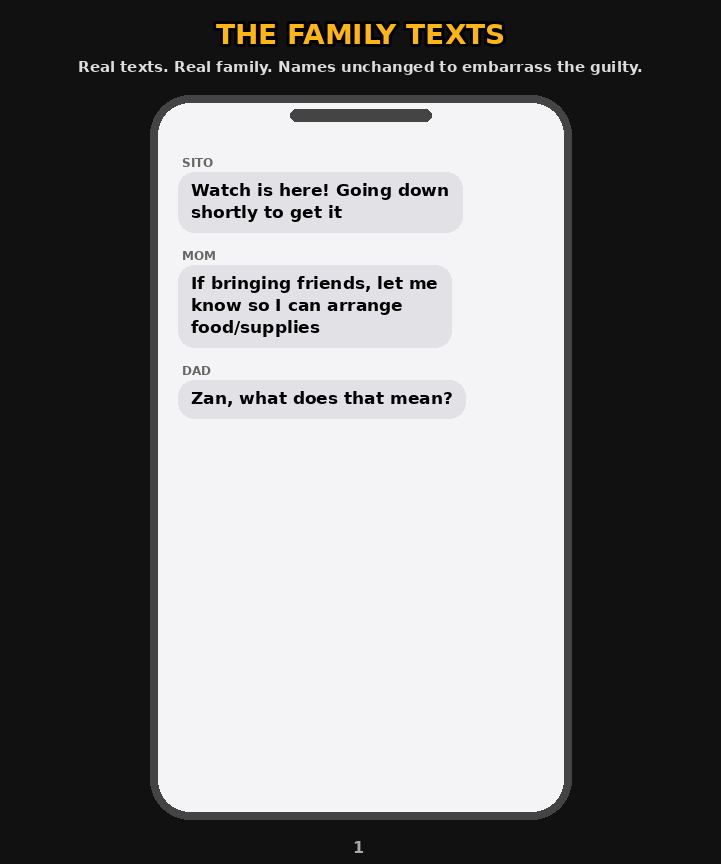 THE FAMILY TEXTS
Real texts. Real family. Names unchanged to embarrass the guilty.
SITO
Watch is here! Going down
shortly to get it
MOM
If bringing friends, let me
know so I can arrange
food/supplies
DAD
Zan, what does that mean?
1